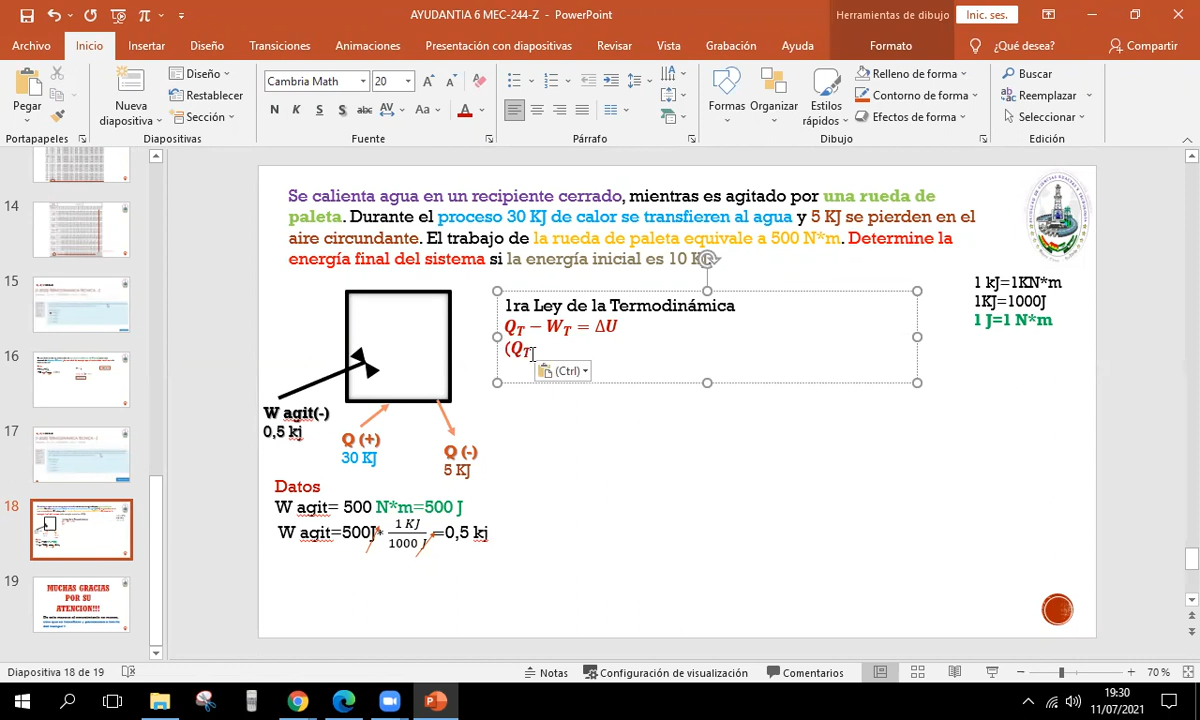 AYUDANTIA 6 MEC-244-Z - PowerPoint
Herramientas de dibujo
Inic. ses.
Archivo
Inicio
Insertar
Diseño
Transiciones
Animaciones
Presentación con diapositivas
Revisar
Vista
Grabación
Ayuda
Formato
¿Qué desea?
Compartir
Pegar
Nueva diapositiva
Diseño
Restablecer
Sección
Cambria Math
20
N K S abc AV Aa A
Formas
Organizar
Estilos rápidos
Relleno de forma
Contorno de forma
Efectos de forma
Buscar
Reemplazar
Seleccionar
Portapapeles
Diapositivas
Fuente
Párrafo
Dibujo
Edición
14
15
16
17
18
19
MUCHAS GRACIAS
POR SU
ATENCION!!!
Se calienta agua en un recipiente cerrado, mientras es agitado por una rueda de
paleta. Durante el proceso 30 KJ de calor se transfieren al agua y 5 KJ se pierden en el
aire circundante. El trabajo de la rueda de paleta equivale a 500 N*m. Determine la
energía final del sistema si la energía inicial es 10 K
1 kJ=1KN*m
1KJ=1000J
1 J=1 N*m
1ra Ley de la Termodinámica
Q_T − W_T = ΔU
(Q_T
(Ctrl)
W agit(-)
0,5 kj
Q (+)
30 KJ
Q (-)
5 KJ
Datos
W agit= 500 N*m=500 J
W agit=500J* 1 KJ / 1000 J =0,5 kj
Diapositiva 18 de 19
Notas
Configuración de visualización
Comentarios
70 %
19:30
11/07/2021